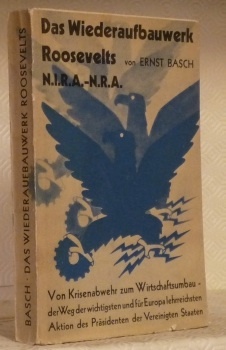 Das Wiederaufbauwerk
Roosevelts von ERNST BASCH
N.I.R.A.-N.R.A.
Von Krisenabwehr zum Wirtschaftsumbau -
der Weg der wichtigsten und für Europa lehrreichsten
Aktion des Präsidenten der Vereinigten Staaten
BASCH - DAS WIEDERAUFBAUWERK ROOSEVELTS